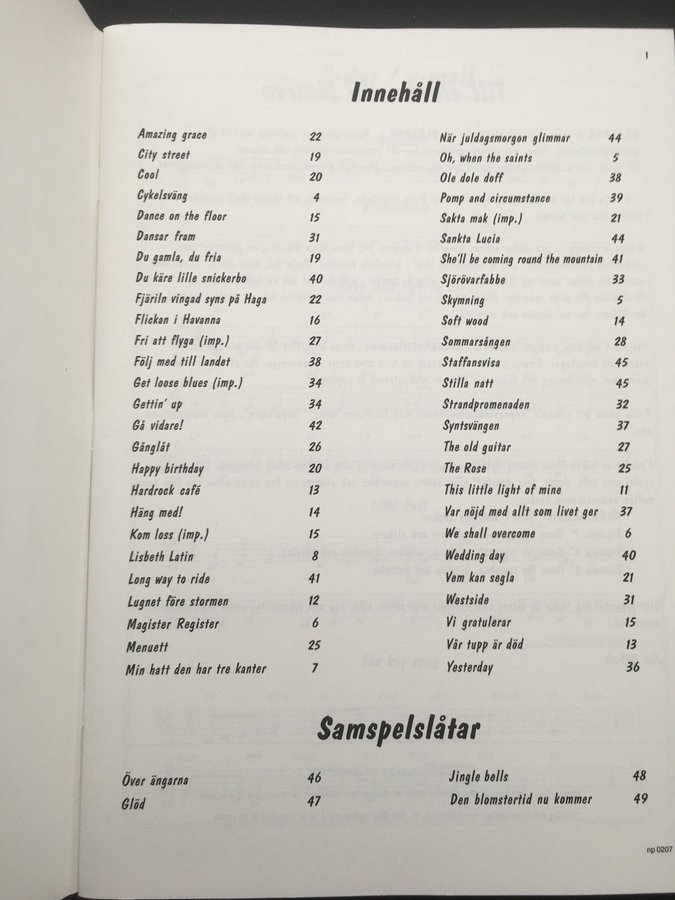 1
Innehåll
Amazing grace 22
City street 19
Cool 20
Cykelsväng 4
Dance on the floor 15
Dansar fram 31
Du gamla, du fria 19
Du käre lille snickerbo 40
Fjäriln vingad syns på Haga 22
Flickan i Havanna 16
Fri att flyga (imp.) 27
Följ med till landet 38
Get loose blues (imp.) 34
Gettin' up 34
Gå vidare! 42
Gånglåt 26
Happy birthday 20
Hardrock café 13
Häng med! 14
Kom loss (imp.) 15
Lisbeth Latin 8
Long way to ride 41
Lugnet före stormen 12
Magister Register 6
Menuett 25
Min hatt den har tre kanter 7
När juldagsmorgon glimmar 44
Oh, when the saints 5
Ole dole doff 38
Pomp and circumstance 39
Sakta mak (imp.) 21
Sankta Lucia 44
She'll be coming round the mountain 41
Sjörövarfabbe 33
Skymning 5
Soft wood 14
Sommarsången 28
Staffansvisa 45
Stilla natt 45
Strandpromenaden 32
Syntsvängen 37
The old guitar 27
The Rose 25
This little light of mine 11
Var nöjd med allt som livet ger 37
We shall overcome 6
Wedding day 40
Vem kan segla 21
Westside 31
Vi gratulerar 15
Vår tupp är död 13
Yesterday 36
Samspelslåtar
Över ängarna 46
Glöd 47
Jingle bells 48
Den blomstertid nu kommer 49
np 0207